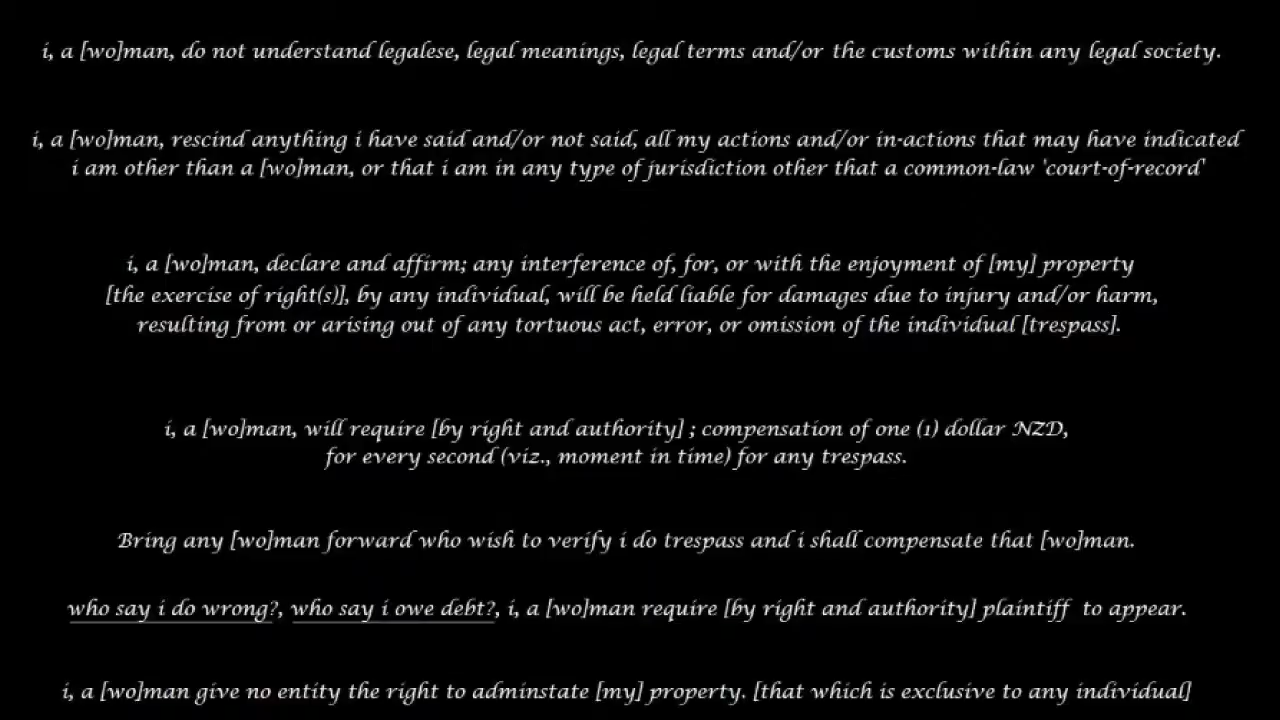 i, a [wo]man, do not understand legalese, legal meanings, legal terms and/or the customs within any legal society.
i, a [wo]man, rescind anything i have said and/or not said, all my actions and/or in-actions that may have indicated
i am other than a [wo]man, or that i am in any type of jurisdiction other that a common-law 'court-of-record'
i, a [wo]man, declare and affirm; any interference of, for, or with the enjoyment of [my] property
[the exercise of right(s)], by any individual, will be held liable for damages due to injury and/or harm,
resulting from or arising out of any tortuous act, error, or omission of the individual [trespass].
i, a [wo]man, will require [by right and authority] ; compensation of one (1) dollar NZD,
for every second (viz., moment in time) for any trespass.
Bring any [wo]man forward who wish to verify i do trespass and i shall compensate that [wo]man.
who say i do wrong?, who say i owe debt?, i, a [wo]man require [by right and authority] plaintiff to appear.
i, a [wo]man give no entity the right to adminstate [my] property. [that which is exclusive to any individual]